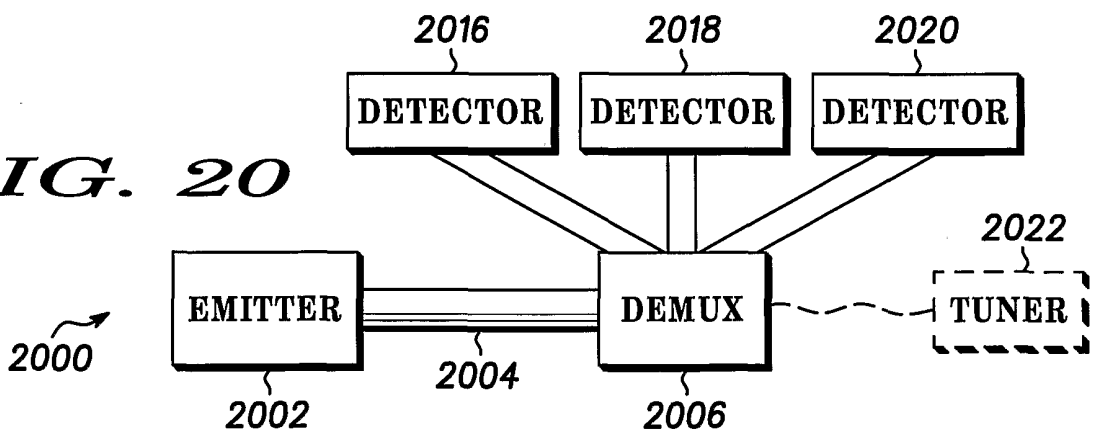 2016 2018 2020
DETECTOR DETECTOR DETECTOR
IG. 20
2022
EMITTER DEMUX TUNER
2000
2004
2002 2006